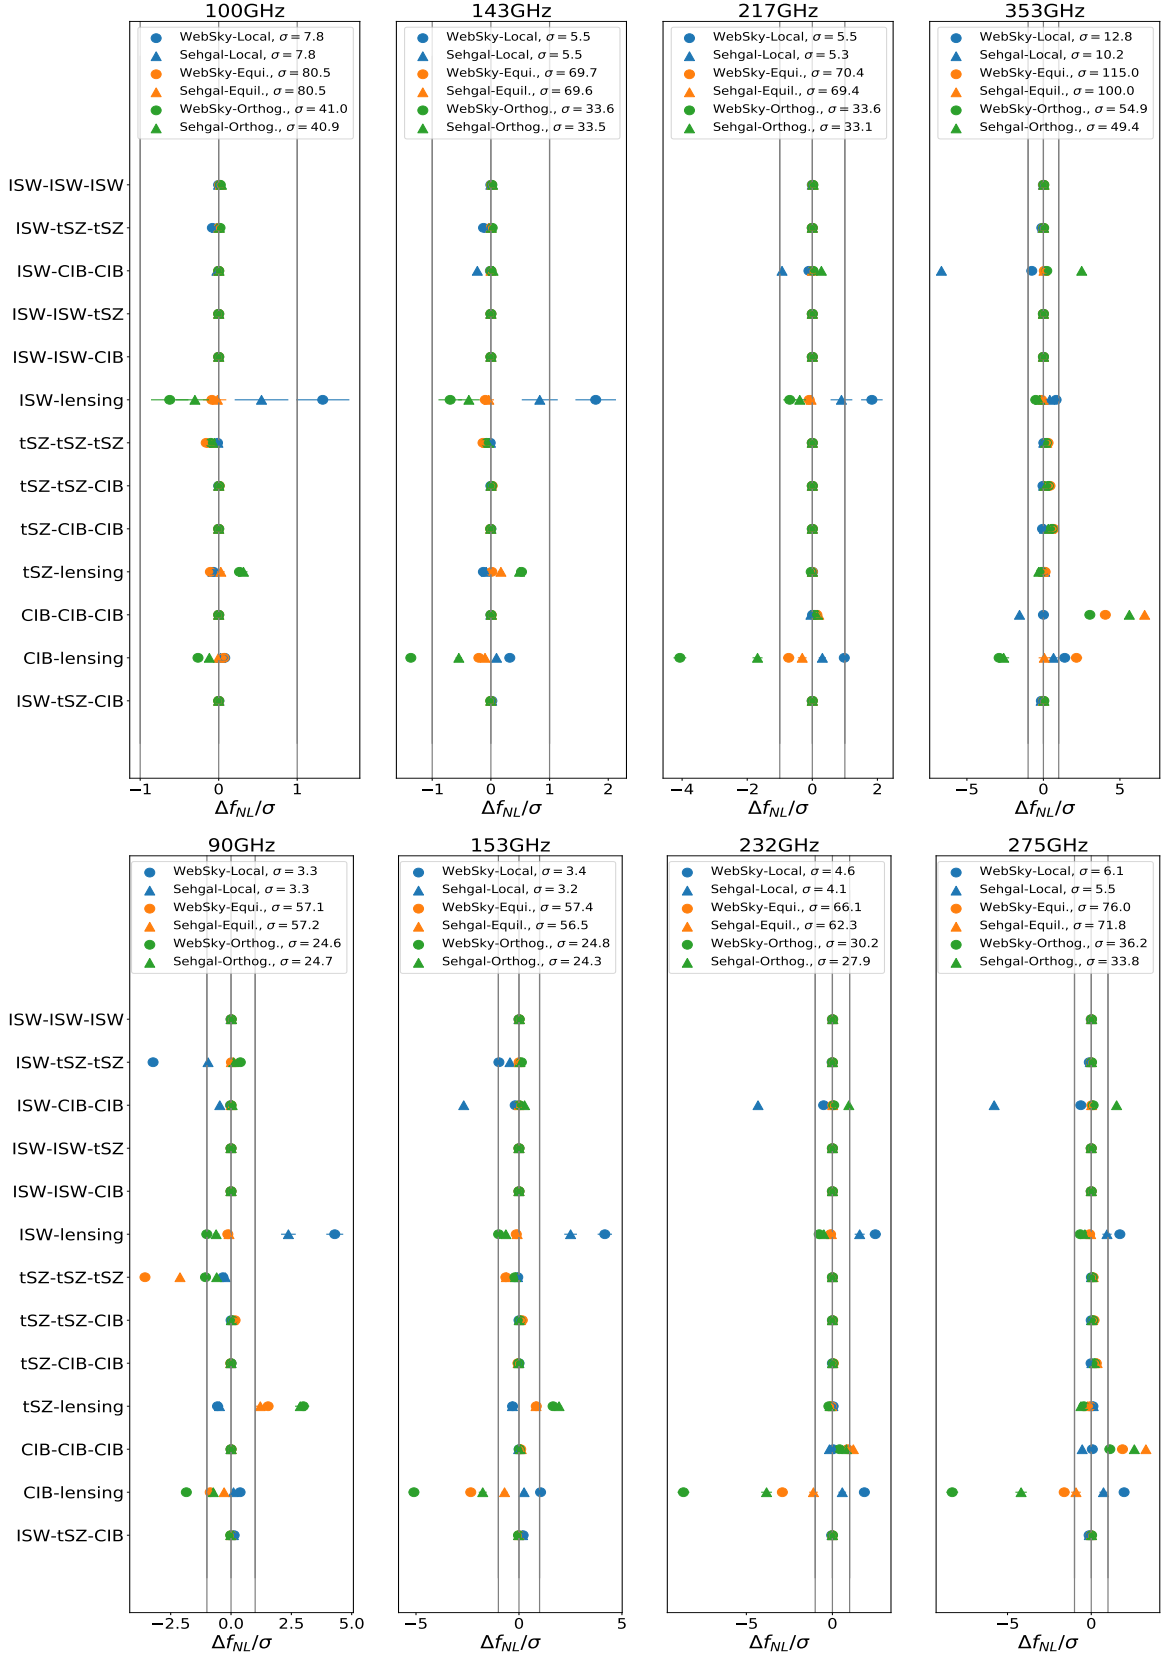 100GHz
WebSky-Local, σ = 7.8
Sehgal-Local, σ = 7.8
WebSky-Equi., σ = 80.5
Sehgal-Equil., σ = 80.5
WebSky-Orthog., σ = 41.0
Sehgal-Orthog., σ = 40.9
143GHz
WebSky-Local, σ = 5.5
Sehgal-Local, σ = 5.5
WebSky-Equi., σ = 69.7
Sehgal-Equil., σ = 69.6
WebSky-Orthog., σ = 33.6
Sehgal-Orthog., σ = 33.5
217GHz
WebSky-Local, σ = 5.5
Sehgal-Local, σ = 5.3
WebSky-Equi., σ = 70.4
Sehgal-Equil., σ = 69.4
WebSky-Orthog., σ = 33.6
Sehgal-Orthog., σ = 33.1
353GHz
WebSky-Local, σ = 12.8
Sehgal-Local, σ = 10.2
WebSky-Equi., σ = 115.0
Sehgal-Equil., σ = 100.0
WebSky-Orthog., σ = 54.9
Sehgal-Orthog., σ = 49.4
ISW-ISW-ISW
ISW-tSZ-tSZ
ISW-CIB-CIB
ISW-ISW-tSZ
ISW-ISW-CIB
ISW-lensing
tSZ-tSZ-tSZ
tSZ-tSZ-CIB
tSZ-CIB-CIB
tSZ-lensing
CIB-CIB-CIB
CIB-lensing
ISW-tSZ-CIB
−1 0 1
Δf_NL/σ
−1 0 1 2
Δf_NL/σ
−4 −2 0 2
Δf_NL/σ
−5 0 5
Δf_NL/σ
90GHz
WebSky-Local, σ = 3.3
Sehgal-Local, σ = 3.3
WebSky-Equi., σ = 57.1
Sehgal-Equil., σ = 57.2
WebSky-Orthog., σ = 24.6
Sehgal-Orthog., σ = 24.7
153GHz
WebSky-Local, σ = 3.4
Sehgal-Local, σ = 3.2
WebSky-Equi., σ = 57.4
Sehgal-Equil., σ = 56.5
WebSky-Orthog., σ = 24.8
Sehgal-Orthog., σ = 24.3
232GHz
WebSky-Local, σ = 4.6
Sehgal-Local, σ = 4.1
WebSky-Equi., σ = 66.1
Sehgal-Equil., σ = 62.3
WebSky-Orthog., σ = 30.2
Sehgal-Orthog., σ = 27.9
275GHz
WebSky-Local, σ = 6.1
Sehgal-Local, σ = 5.5
WebSky-Equi., σ = 76.0
Sehgal-Equil., σ = 71.8
WebSky-Orthog., σ = 36.2
Sehgal-Orthog., σ = 33.8
ISW-ISW-ISW
ISW-tSZ-tSZ
ISW-CIB-CIB
ISW-ISW-tSZ
ISW-ISW-CIB
ISW-lensing
tSZ-tSZ-tSZ
tSZ-tSZ-CIB
tSZ-CIB-CIB
tSZ-lensing
CIB-CIB-CIB
CIB-lensing
ISW-tSZ-CIB
−2.5 0.0 2.5 5.0
Δf_NL/σ
−5 0 5
Δf_NL/σ
−5 0
Δf_NL/σ
−5 0
Δf_NL/σ